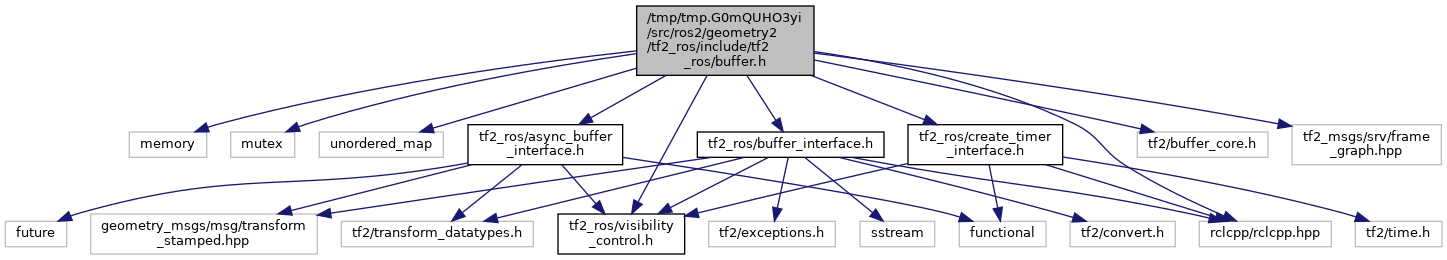 /tmp/tmp.G0mQUHO3yi
/src/ros2/geometry2
/tf2_ros/include/tf2
_ros/buffer.h
memory
mutex
unordered_map
tf2_ros/async_buffer
_interface.h
tf2_ros/buffer_interface.h
tf2_ros/create_timer
_interface.h
tf2/buffer_core.h
tf2_msgs/srv/frame
_graph.hpp
future
geometry_msgs/msg/transform
_stamped.hpp
tf2/transform_datatypes.h
tf2_ros/visibility
_control.h
tf2/exceptions.h
sstream
functional
tf2/convert.h
rclcpp/rclcpp.hpp
tf2/time.h